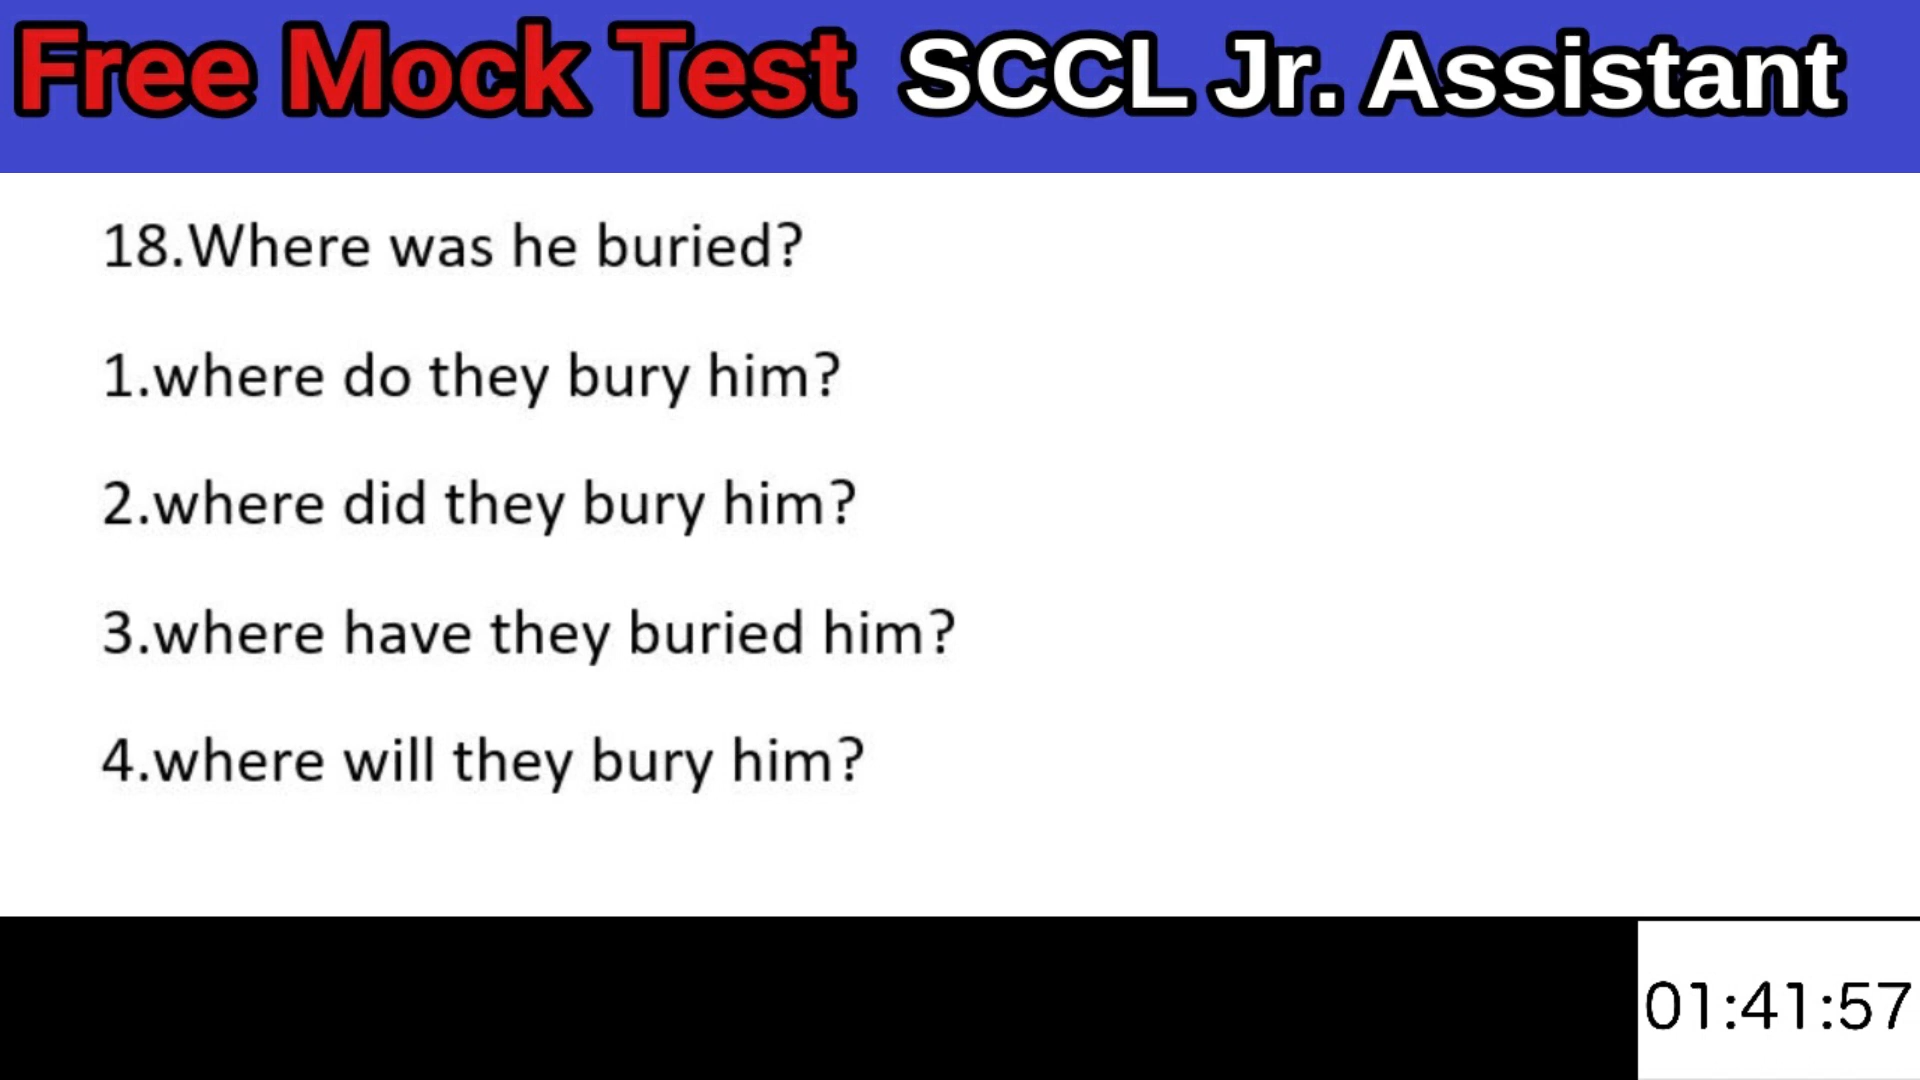 Free Mock Test SCCL Jr. Assistant
18.Where was he buried?
1.where do they bury him?
2.where did they bury him?
3.where have they buried him?
4.where will they bury him?
01:41:57